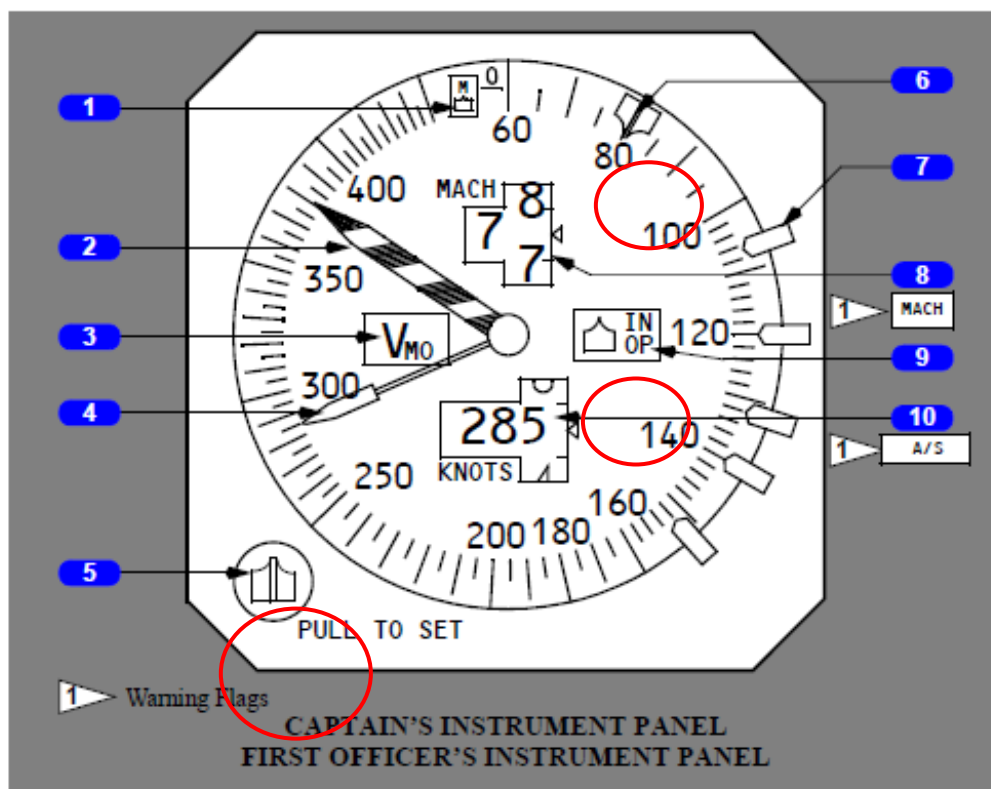 M 0
1
60
6
80
400
MACH 8
7
7
7
100
2
350
8
1 MACH
3
VMO
IN
OP
120
9
300
4
285
10
140
1 A/S
KNOTS
250
160
200 180
5
PULL TO SET
1 Warning Flags
CAPTAIN'S INSTRUMENT PANEL
FIRST OFFICER'S INSTRUMENT PANEL